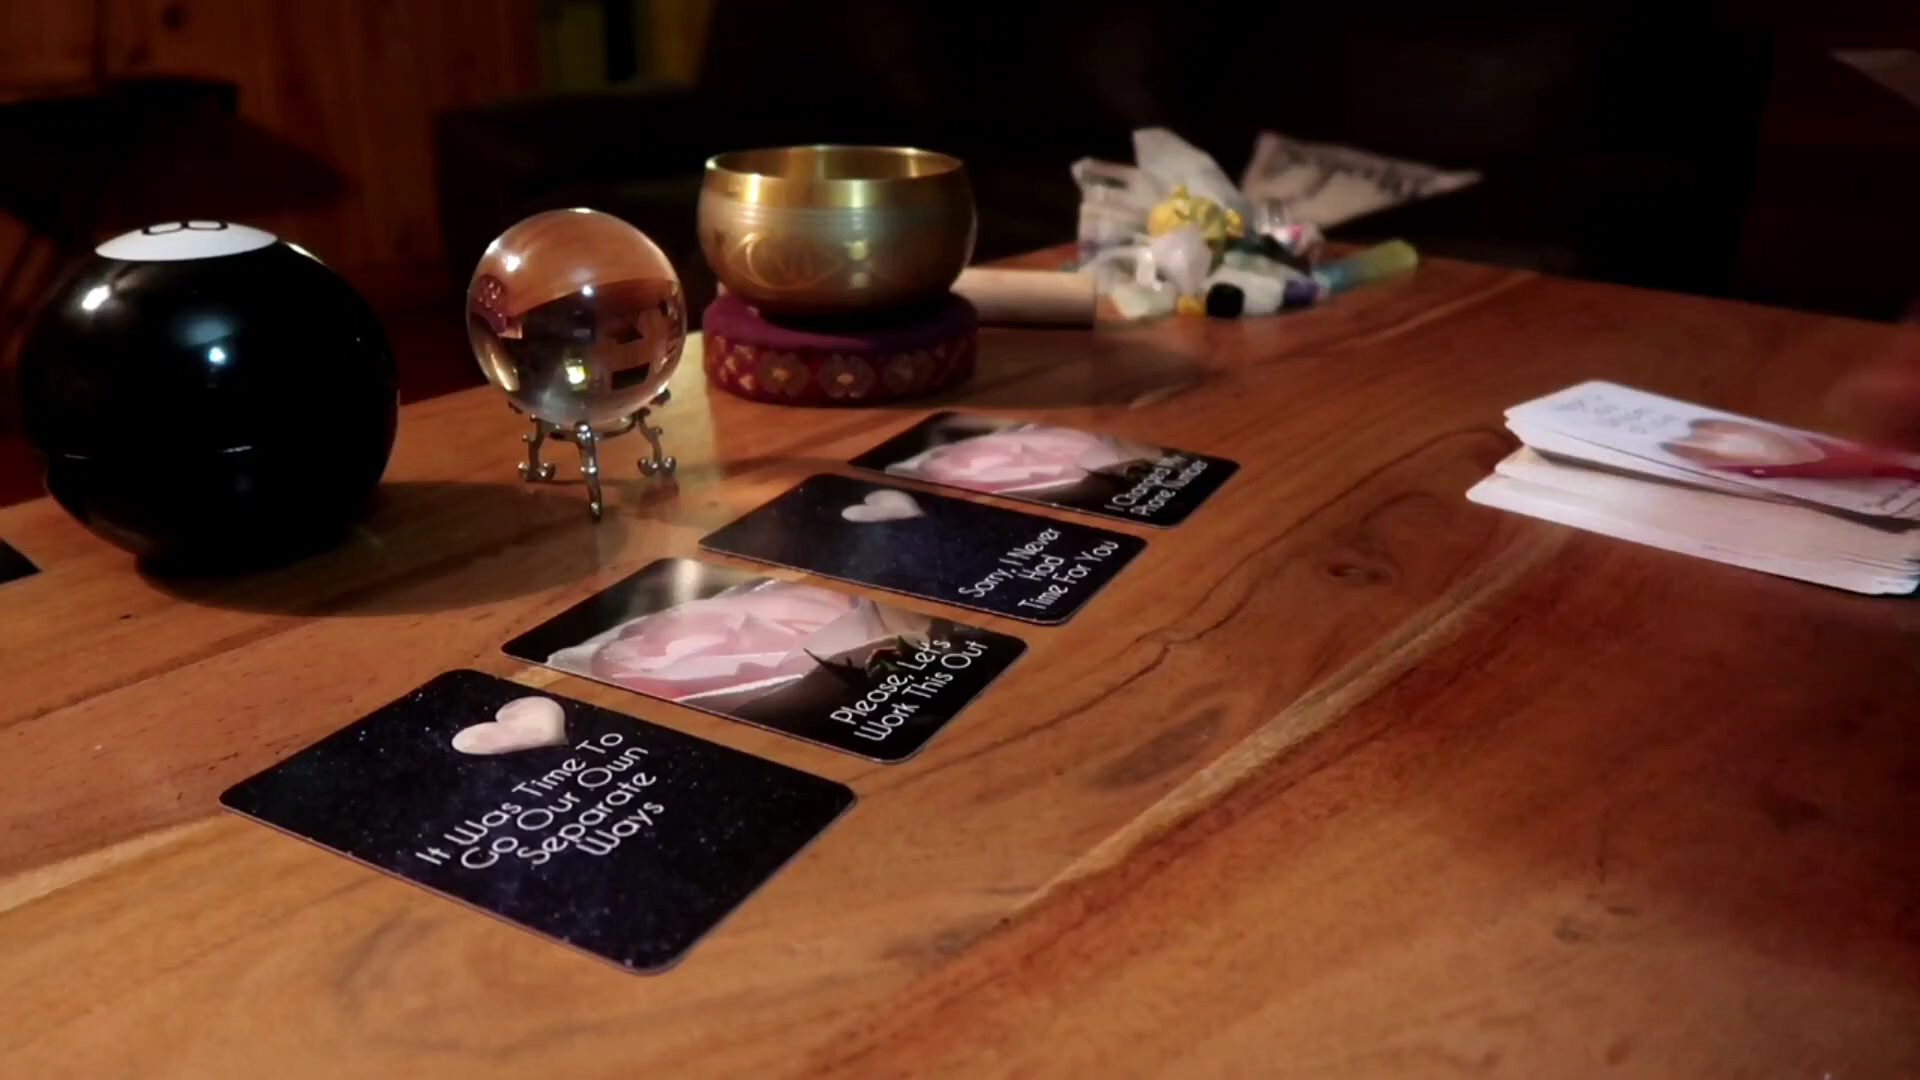 8
I Changed My
Phone Number
Sorry, I Never
Had
Time For You
Please, Let's
Work This Out
It Was Time To
Go Our Own
Separate
Ways